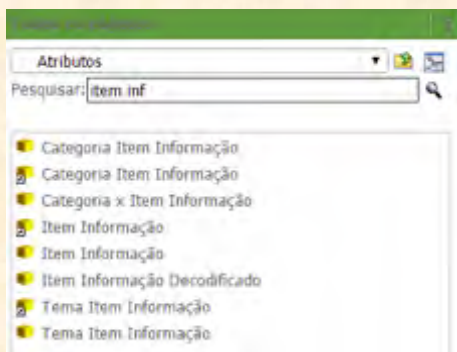 Atributos
Pesquisar: item inf
Categoria Item Informação
Categoria Item Informação
Categoria x Item Informação
Item Informação
Item Informação
Item Informação Decodificado
Tema Item Informação
Tema Item Informação